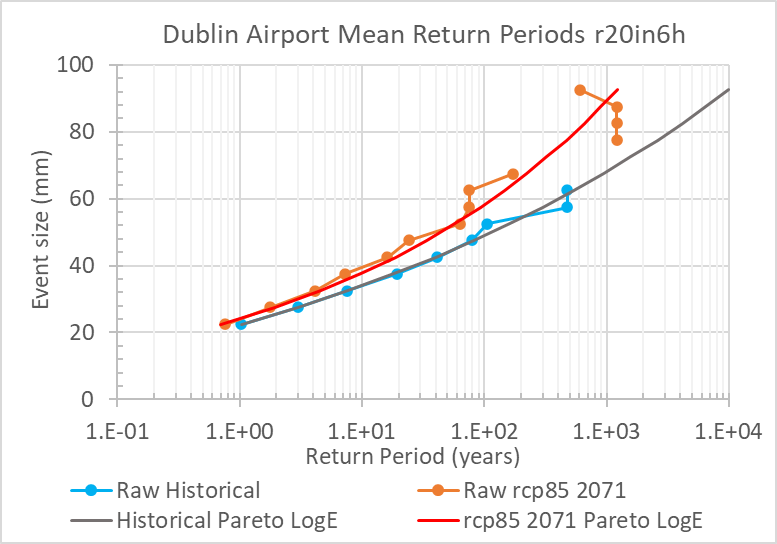 Dublin Airport Mean Return Periods r20in6h
100
80
60
40
20
0
Event size (mm)
1.E-01 1.E+00 1.E+01 1.E+02 1.E+03 1.E+04
Return Period (years)
Raw Historical Raw rcp85 2071
Historical Pareto LogE rcp85 2071 Pareto LogE